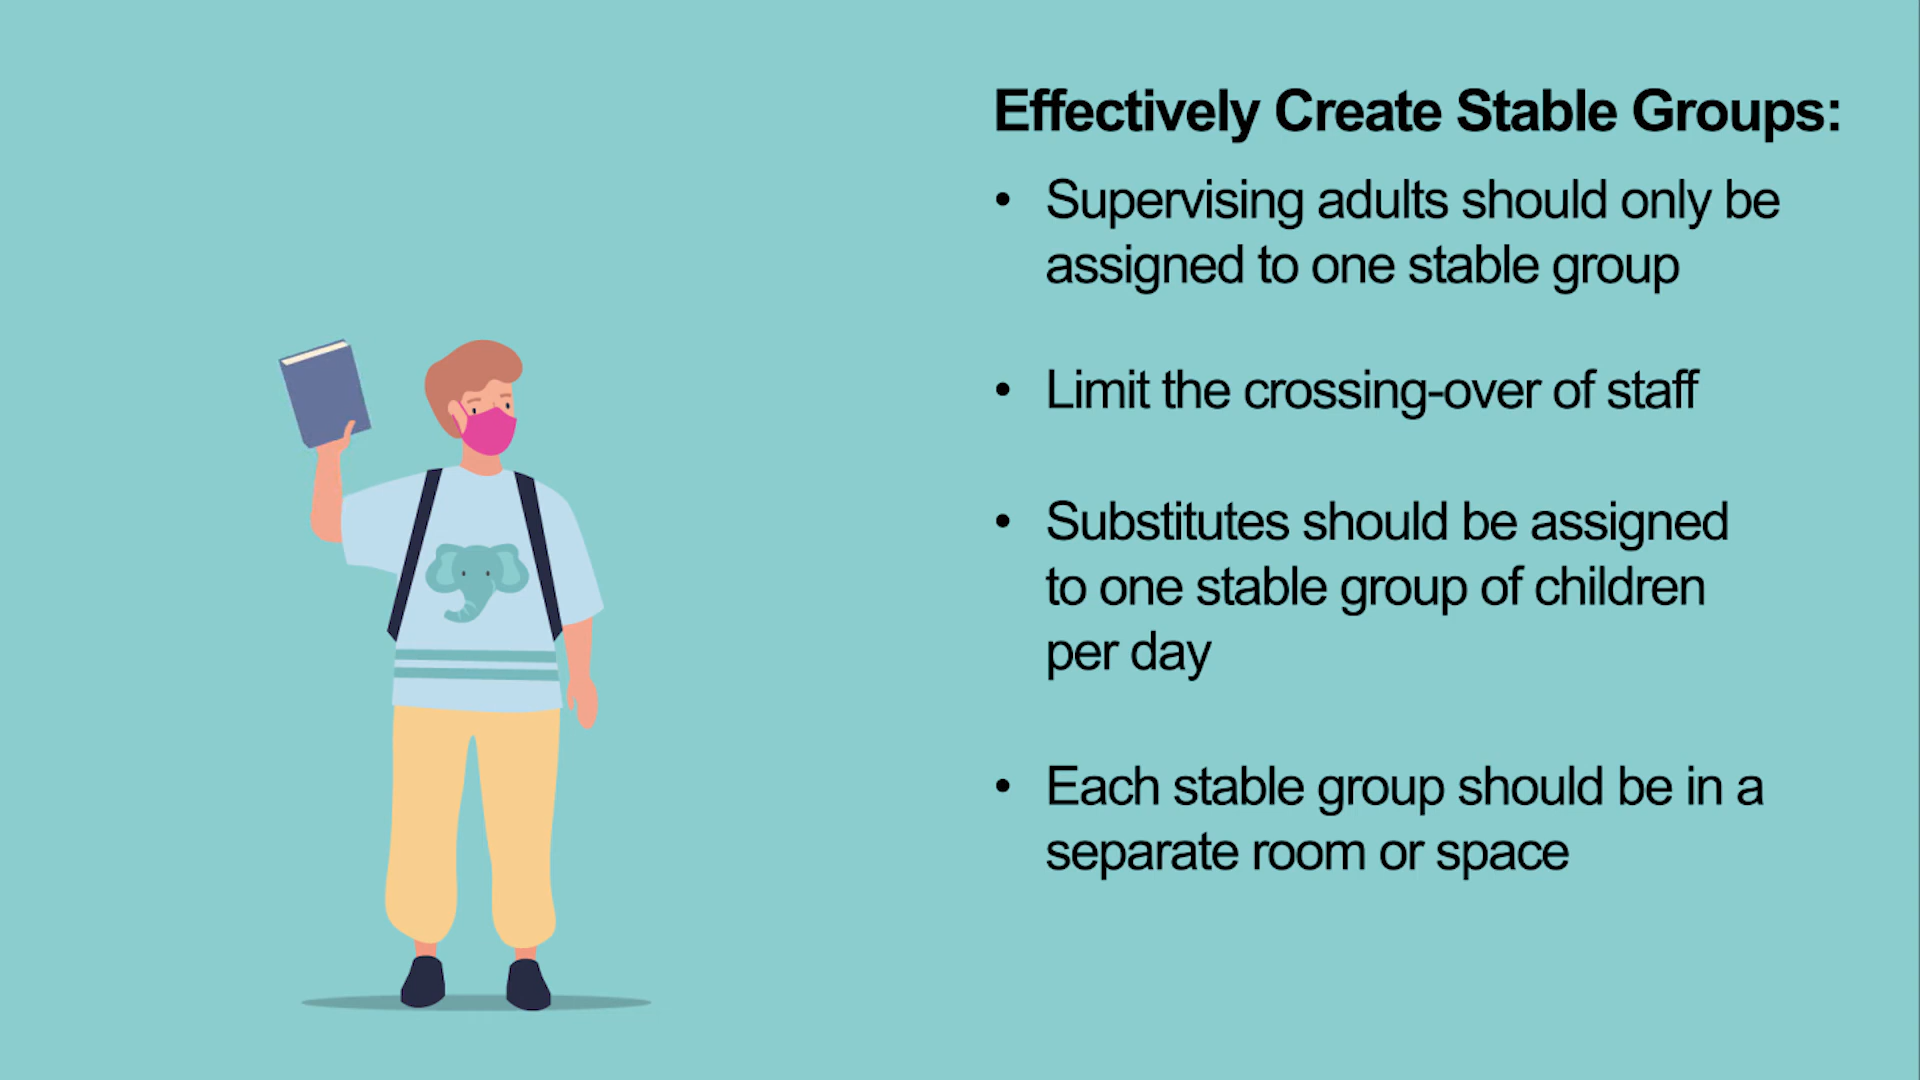 Effectively Create Stable Groups:
• Supervising adults should only be
assigned to one stable group
• Limit the crossing-over of staff
• Substitutes should be assigned
to one stable group of children
per day
• Each stable group should be in a
separate room or space